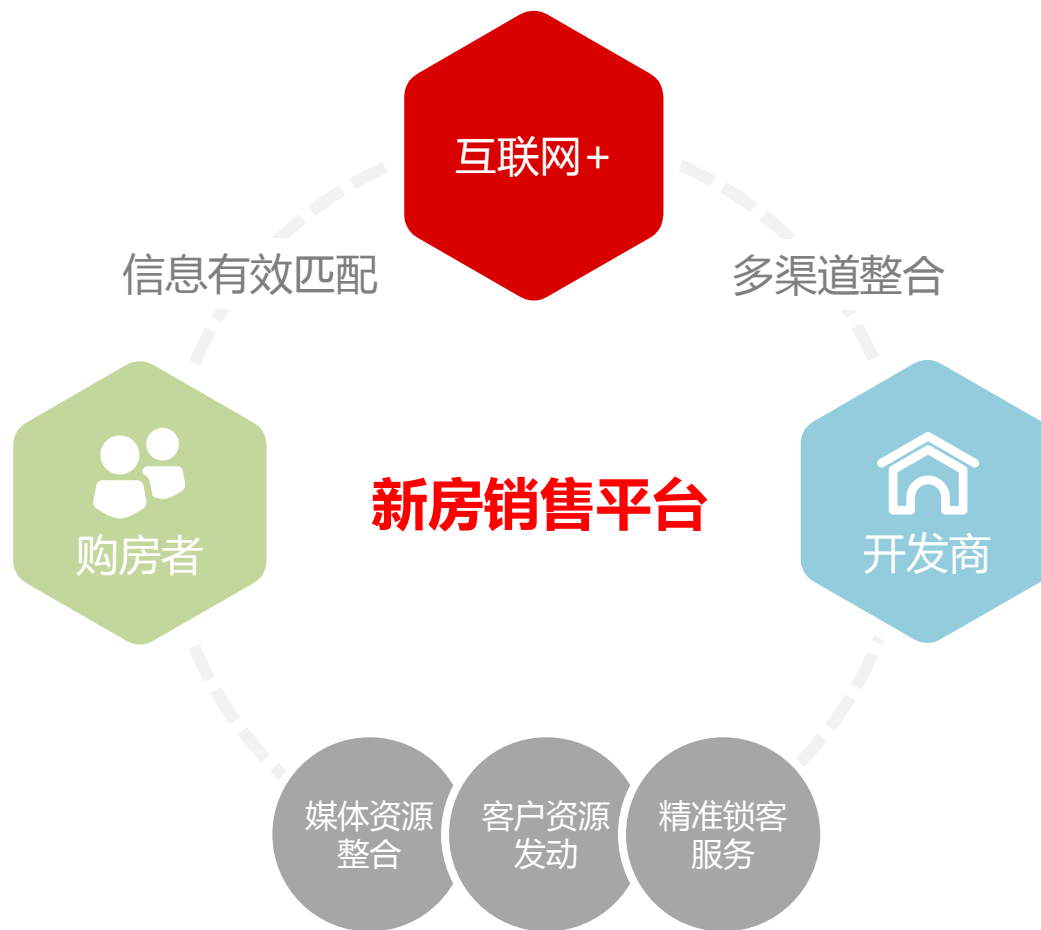 互联网+
信息有效匹配
多渠道整合
新房销售平台
购房者
开发商
媒体资源
整合
客户资源
发动
精准锁客
服务